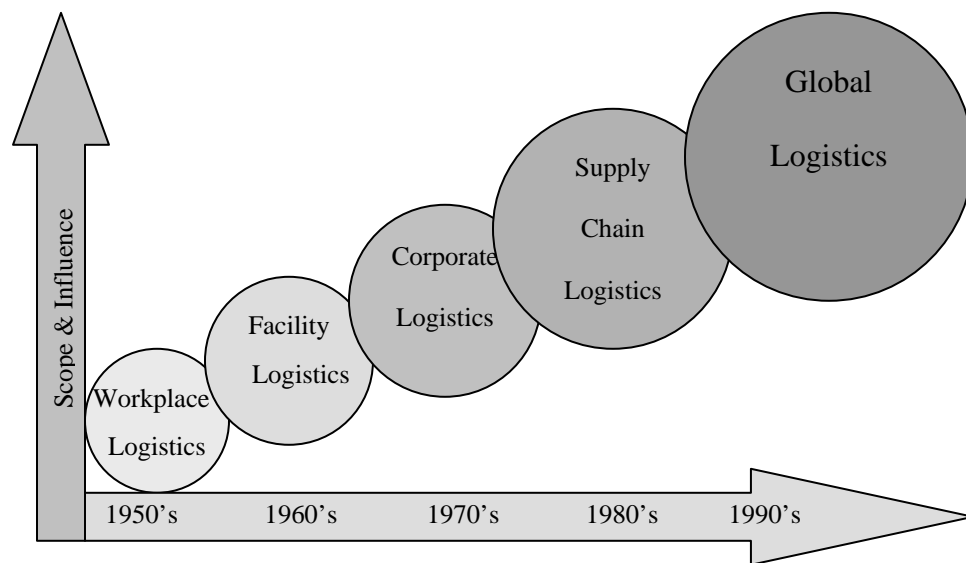 Global
Logistics
Supply
Chain
Logistics
Corporate
Logistics
Facility
Logistics
Workplace
Logistics
Scope & Influence
1950’s
1960’s
1970’s
1980’s
1990’s